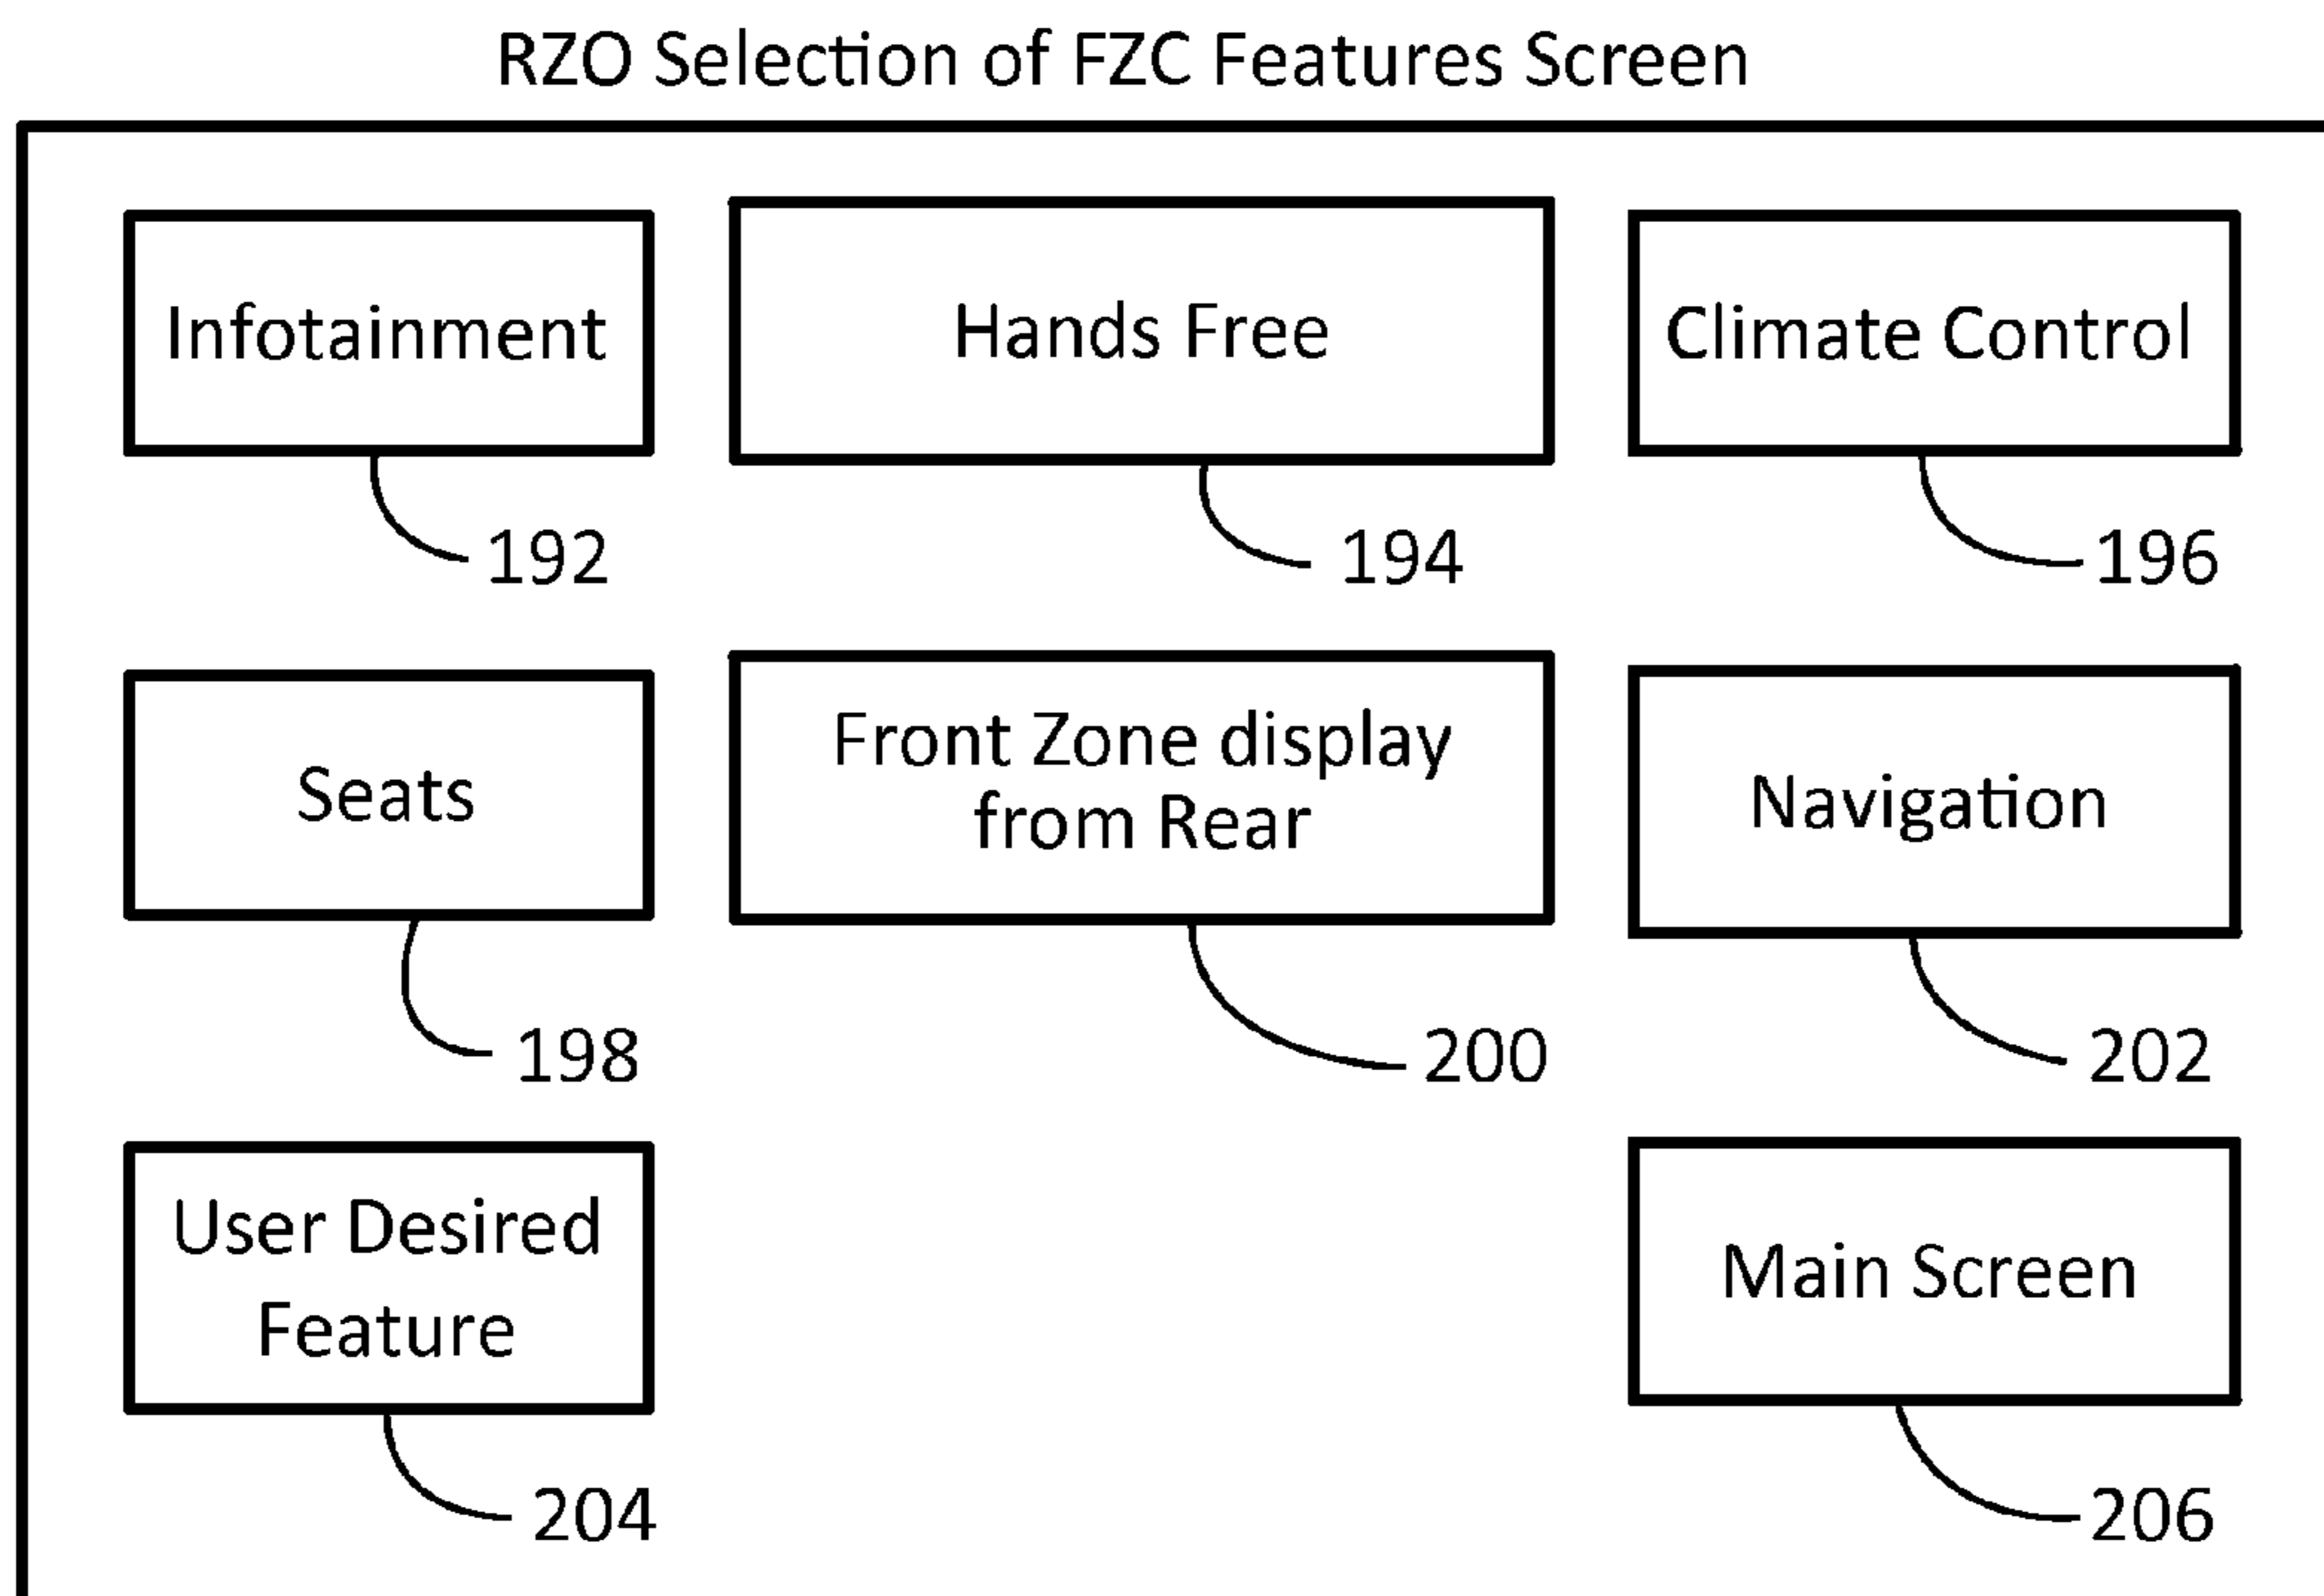 RZO Selection of FZC Features Screen
Infotainment
Hands Free
Climate Control
192
194
196
Seats
Front Zone display
from Rear
Navigation
198
200
202
User Desired
Feature
Main Screen
204
206